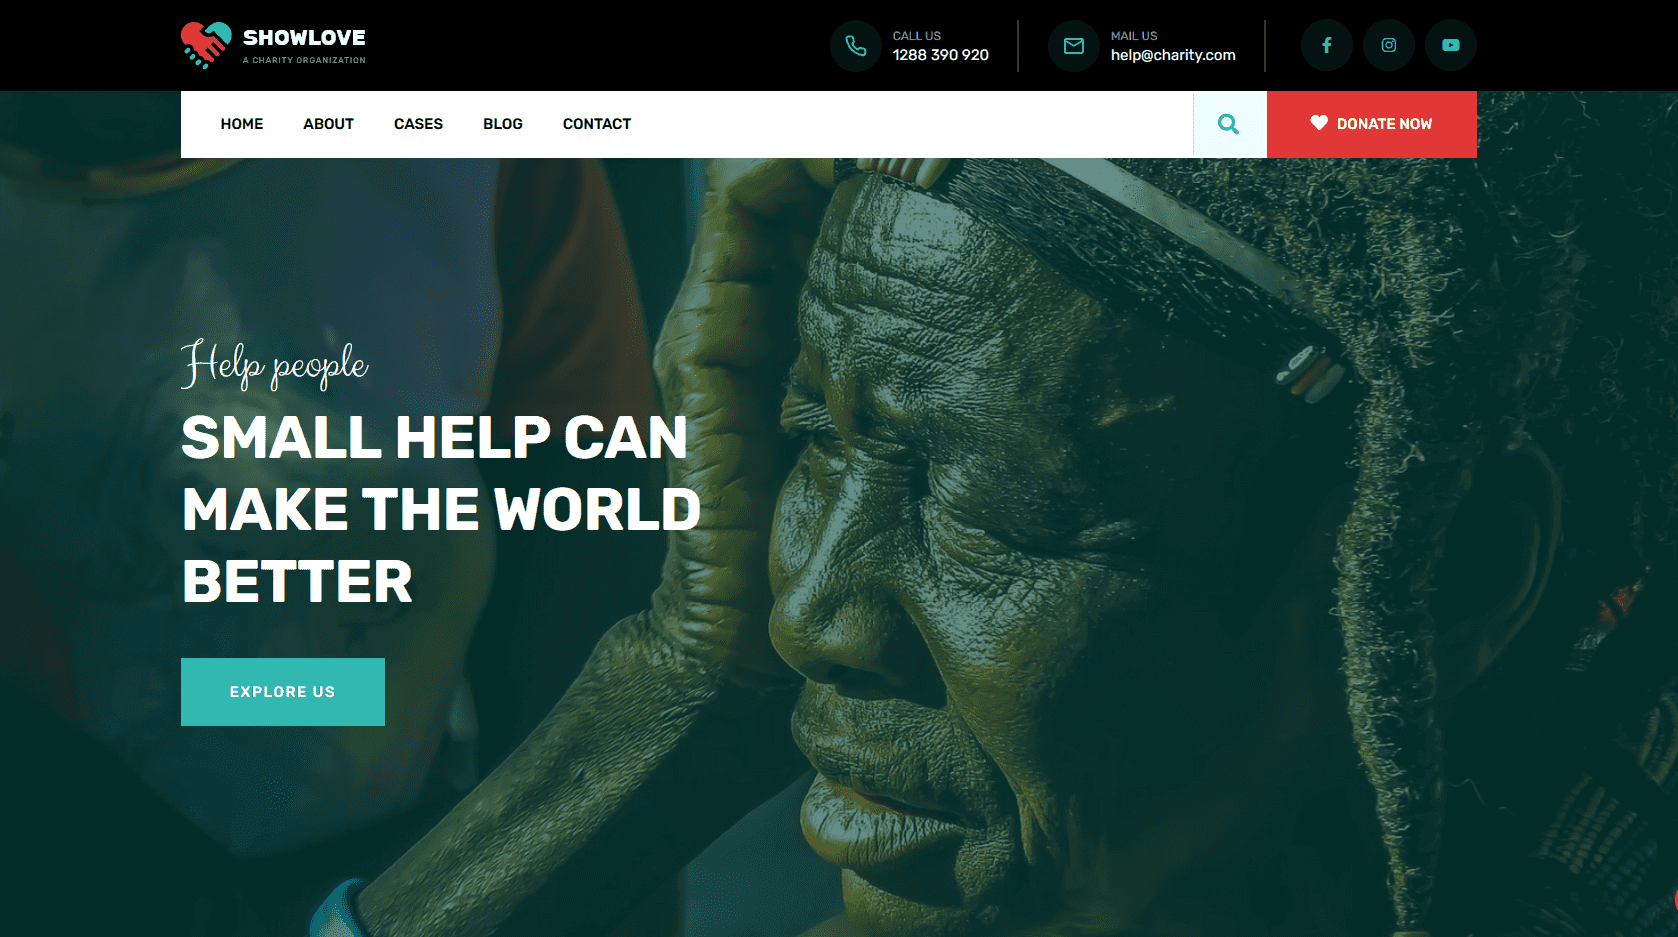 SHOWLOVE
A CHARITY ORGANIZATION
CALL US
1288 390 920
MAIL US
help@charity.com
HOME ABOUT CASES BLOG CONTACT
DONATE NOW
Help people
SMALL HELP CAN
MAKE THE WORLD
BETTER
EXPLORE US